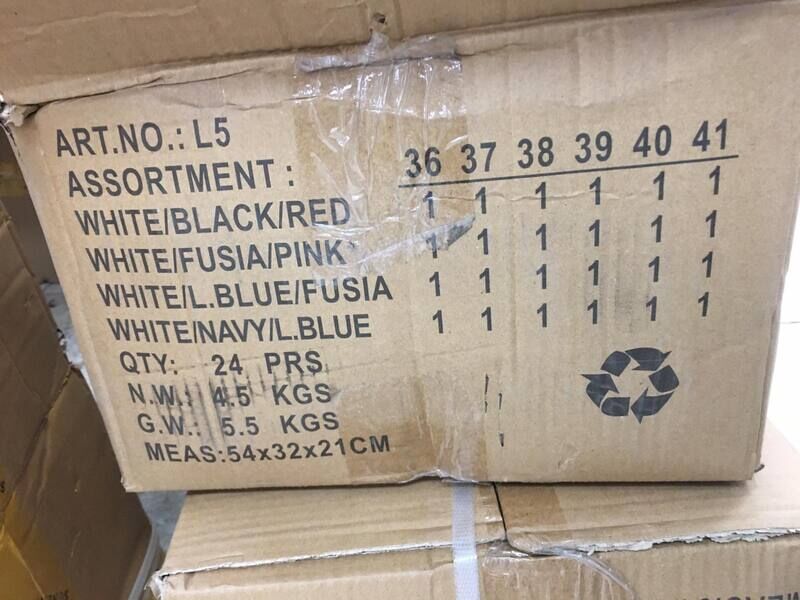 ART.NO.: L5
ASSORTMENT : 36 37 38 39 40 41
WHITE/BLACK/RED 1 1 1 1 1 1
WHITE/FUSIA/PINK 1 1 1 1 1 1
WHITE/L.BLUE/FUSIA 1 1 1 1 1 1
WHITE/NAVY/L.BLUE 1 1 1 1 1 1
QTY: 24 PRS
N.W.: 4.5 KGS
G.W.: 5.5 KGS
MEAS:54x32x21CM